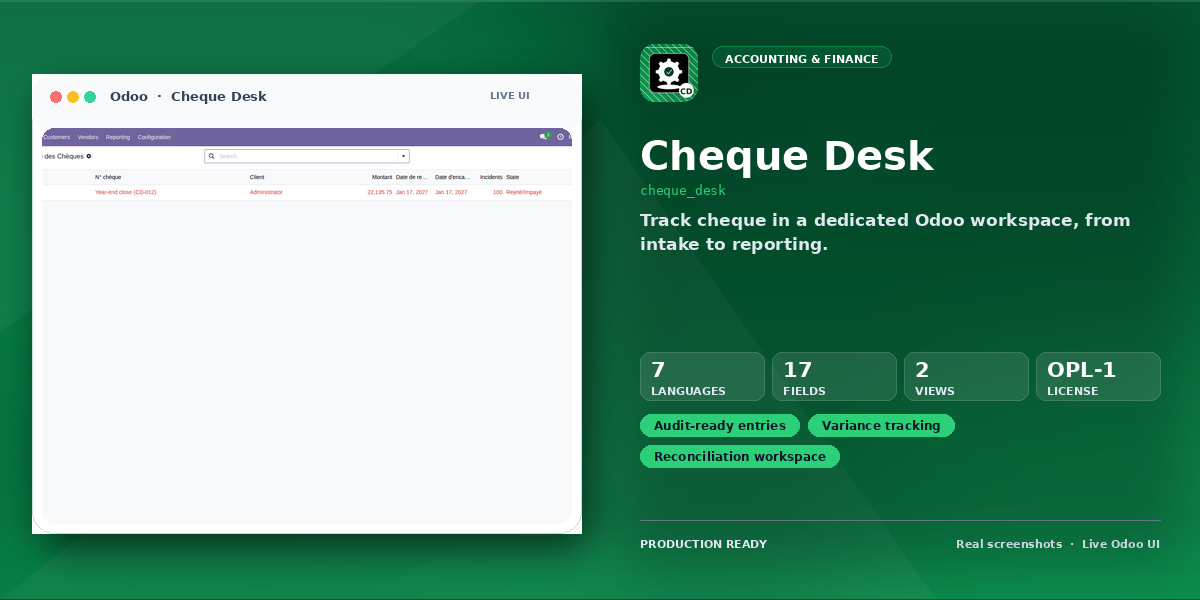 Odoo · Cheque Desk
LIVE UI
Customers Vendors Reporting Configuration
des Chèques
Search...
N° chèque Client Montant Date de re... Date d'enca... Incidents State
Year-end close (CD-012) Administrator 22,135.75 Jan 17, 2027 Jan 17, 2027 100 Rejeté/Impayé
CD
ACCOUNTING & FINANCE
Cheque Desk
cheque_desk
Track cheque in a dedicated Odoo workspace, from
intake to reporting.
7
LANGUAGES
17
FIELDS
2
VIEWS
OPL-1
LICENSE
Audit-ready entries
Variance tracking
Reconciliation workspace
PRODUCTION READY
Real screenshots · Live Odoo UI